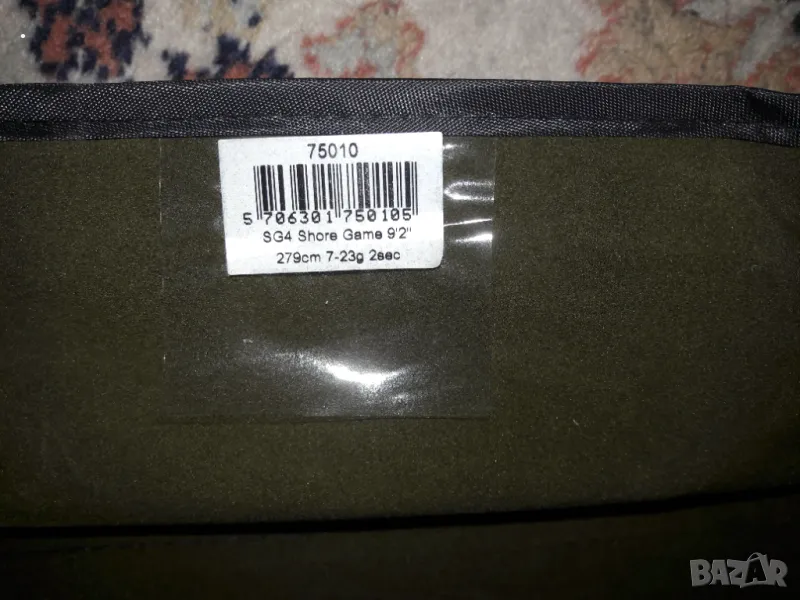 75010
5 706301 750105
SG4 Shore Game 9'2"
279cm 7-23g 2sec
BAZAR